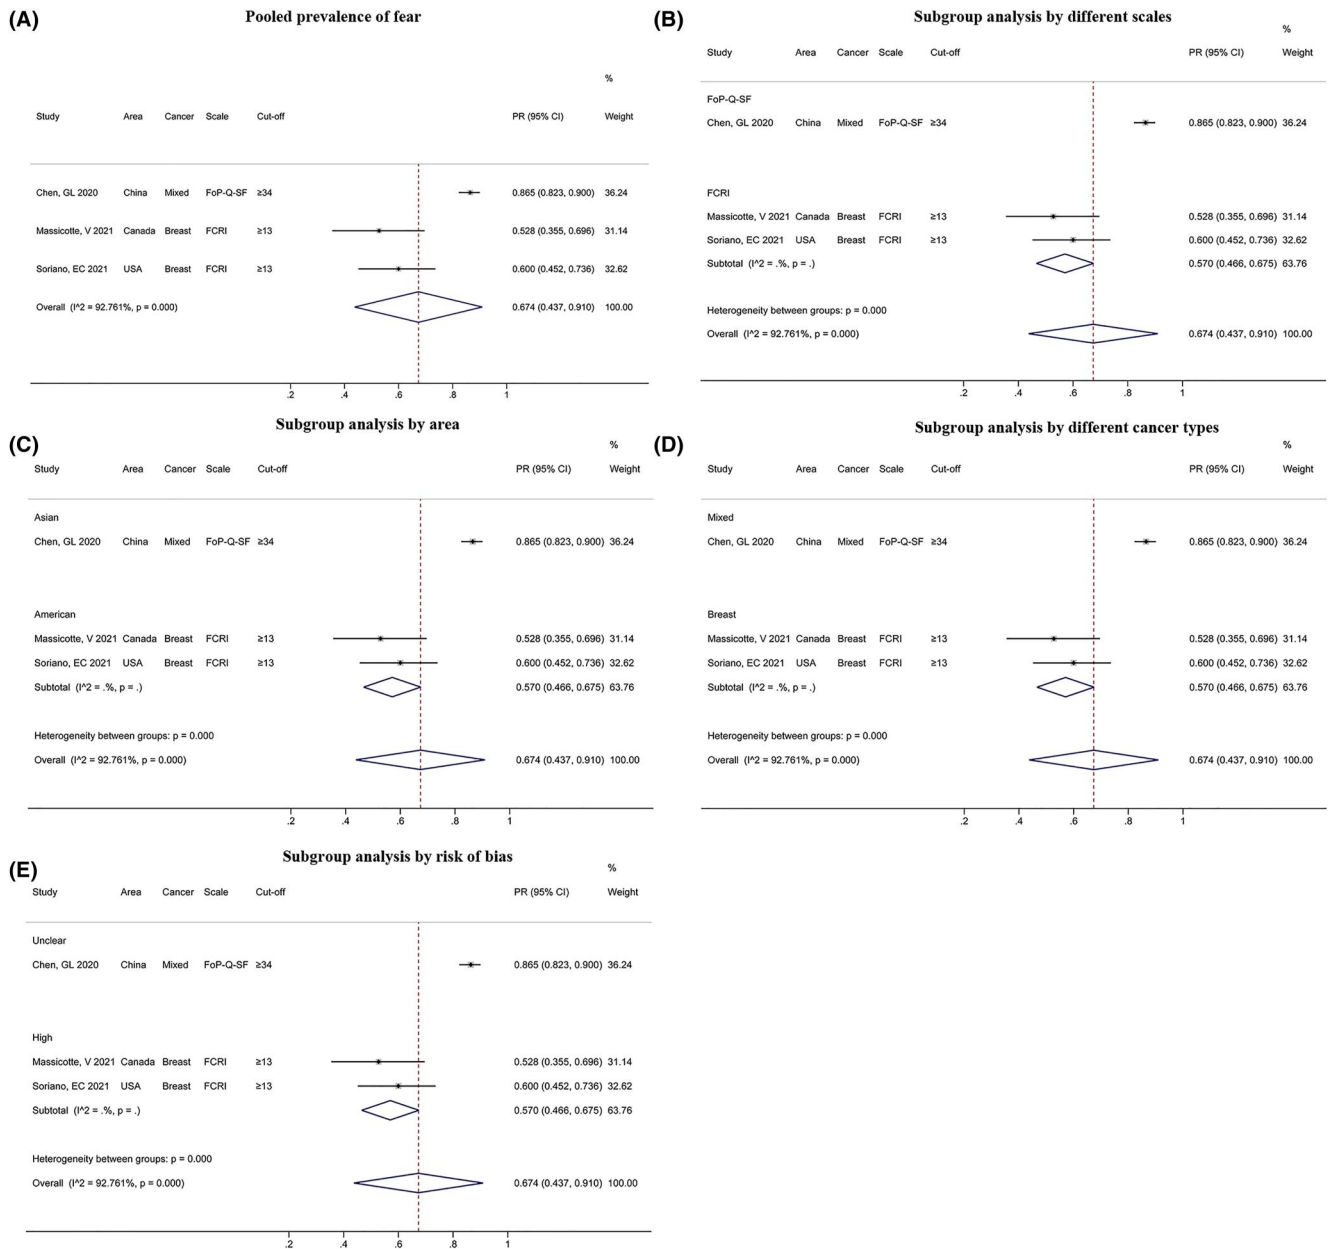 (A) Pooled prevalence of fear
%
Study Area Cancer Scale Cut-off PR (95% CI) Weight
Chen, GL 2020 China Mixed FoP-Q-SF ≥34 0.865 (0.823, 0.900) 36.24
Massicotte, V 2021 Canada Breast FCRI ≥13 0.528 (0.355, 0.696) 31.14
Soriano, EC 2021 USA Breast FCRI ≥13 0.600 (0.452, 0.736) 32.62
Overall (I^2 = 92.761%, p = 0.000) 0.674 (0.437, 0.910) 100.00
.2 .4 .6 .8 1
(B) Subgroup analysis by different scales
%
Study Area Cancer Scale Cut-off PR (95% CI) Weight
FoP-Q-SF
Chen, GL 2020 China Mixed FoP-Q-SF ≥34 0.865 (0.823, 0.900) 36.24
FCRI
Massicotte, V 2021 Canada Breast FCRI ≥13 0.528 (0.355, 0.696) 31.14
Soriano, EC 2021 USA Breast FCRI ≥13 0.600 (0.452, 0.736) 32.62
Subtotal (I^2 = .%, p = .) 0.570 (0.466, 0.675) 63.76
Heterogeneity between groups: p = 0.000
Overall (I^2 = 92.761%, p = 0.000) 0.674 (0.437, 0.910) 100.00
.2 .4 .6 .8 1
(C) Subgroup analysis by area
%
Study Area Cancer Scale Cut-off PR (95% CI) Weight
Asian
Chen, GL 2020 China Mixed FoP-Q-SF ≥34 0.865 (0.823, 0.900) 36.24
American
Massicotte, V 2021 Canada Breast FCRI ≥13 0.528 (0.355, 0.696) 31.14
Soriano, EC 2021 USA Breast FCRI ≥13 0.600 (0.452, 0.736) 32.62
Subtotal (I^2 = .%, p = .) 0.570 (0.466, 0.675) 63.76
Heterogeneity between groups: p = 0.000
Overall (I^2 = 92.761%, p = 0.000) 0.674 (0.437, 0.910) 100.00
.2 .4 .6 .8 1
(D) Subgroup analysis by different cancer types
%
Study Area Cancer Scale Cut-off PR (95% CI) Weight
Mixed
Chen, GL 2020 China Mixed FoP-Q-SF ≥34 0.865 (0.823, 0.900) 36.24
Breast
Massicotte, V 2021 Canada Breast FCRI ≥13 0.528 (0.355, 0.696) 31.14
Soriano, EC 2021 USA Breast FCRI ≥13 0.600 (0.452, 0.736) 32.62
Subtotal (I^2 = .%, p = .) 0.570 (0.466, 0.675) 63.76
Heterogeneity between groups: p = 0.000
Overall (I^2 = 92.761%, p = 0.000) 0.674 (0.437, 0.910) 100.00
.2 .4 .6 .8 1
(E) Subgroup analysis by risk of bias
%
Study Area Cancer Scale Cut-off PR (95% CI) Weight
Unclear
Chen, GL 2020 China Mixed FoP-Q-SF ≥34 0.865 (0.823, 0.900) 36.24
High
Massicotte, V 2021 Canada Breast FCRI ≥13 0.528 (0.355, 0.696) 31.14
Soriano, EC 2021 USA Breast FCRI ≥13 0.600 (0.452, 0.736) 32.62
Subtotal (I^2 = .%, p = .) 0.570 (0.466, 0.675) 63.76
Heterogeneity between groups: p = 0.000
Overall (I^2 = 92.761%, p = 0.000) 0.674 (0.437, 0.910) 100.00
.2 .4 .6 .8 1